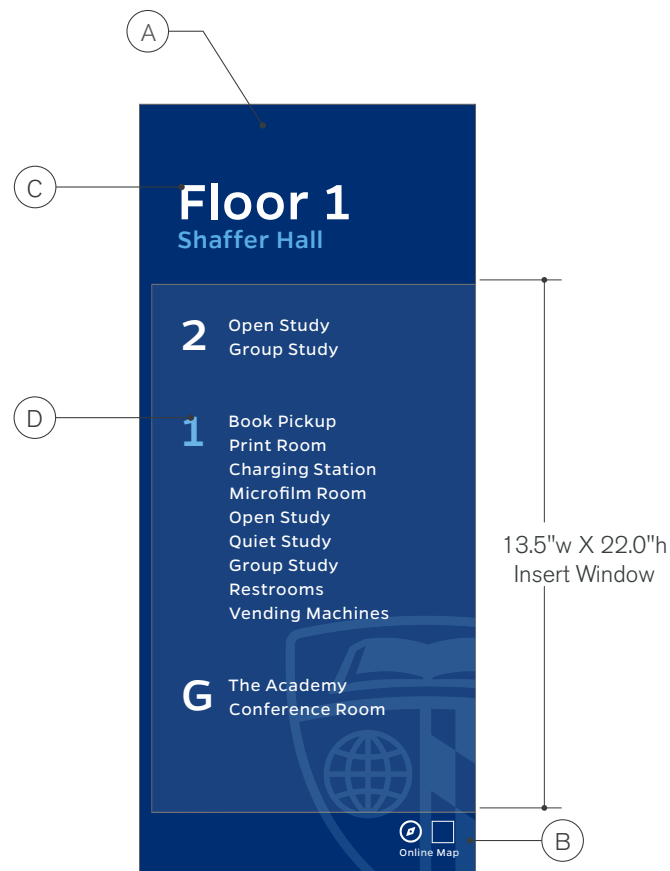 A
C
Floor 1
Shaffer Hall
2
Open Study
Group Study
D
1
Book Pickup
Print Room
Charging Station
Microfilm Room
Open Study
Quiet Study
Group Study
Restrooms
Vending Machines
13.5"w X 22.0"h
Insert Window
G
The Academy
Conference Room
Online Map
B